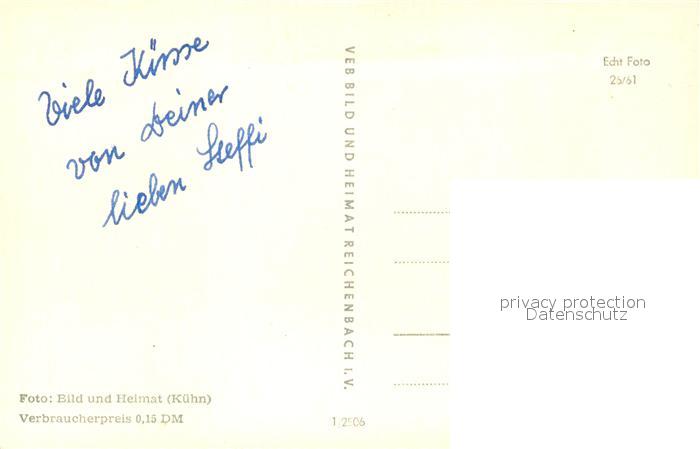 Viele Küsse
von Deiner
lieben Steffi
Foto: Bild und Heimat (Kühn)
Verbraucherpreis 0,15 DM
VEB BILD UND HEIMAT REICHENBACH I. V.
1/2506
Echt Foto
25/61
privacy protection
Datenschutz